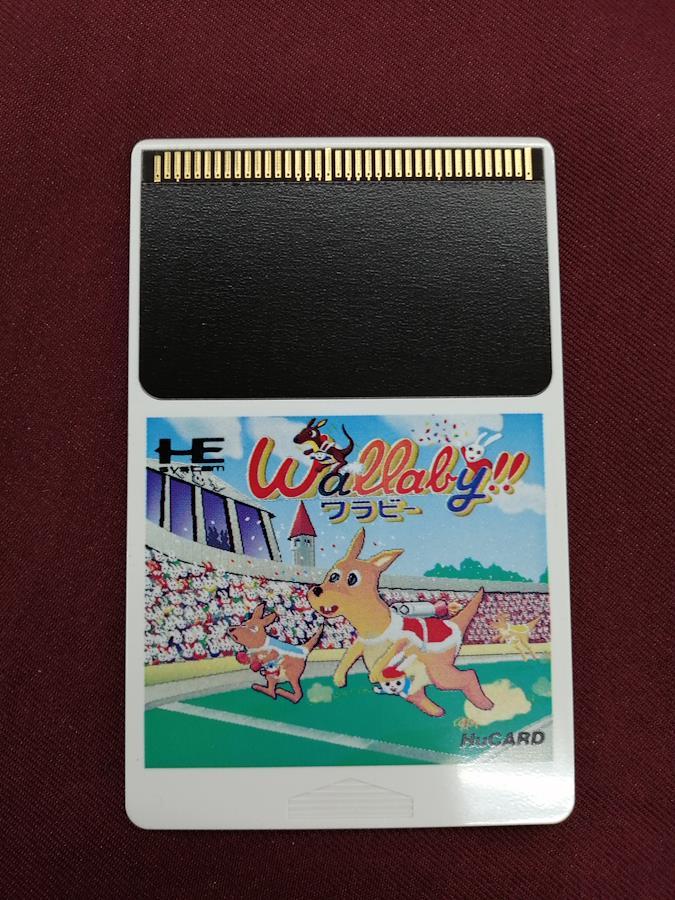 HE
system
Wallaby!!
ワラビー
HuCARD